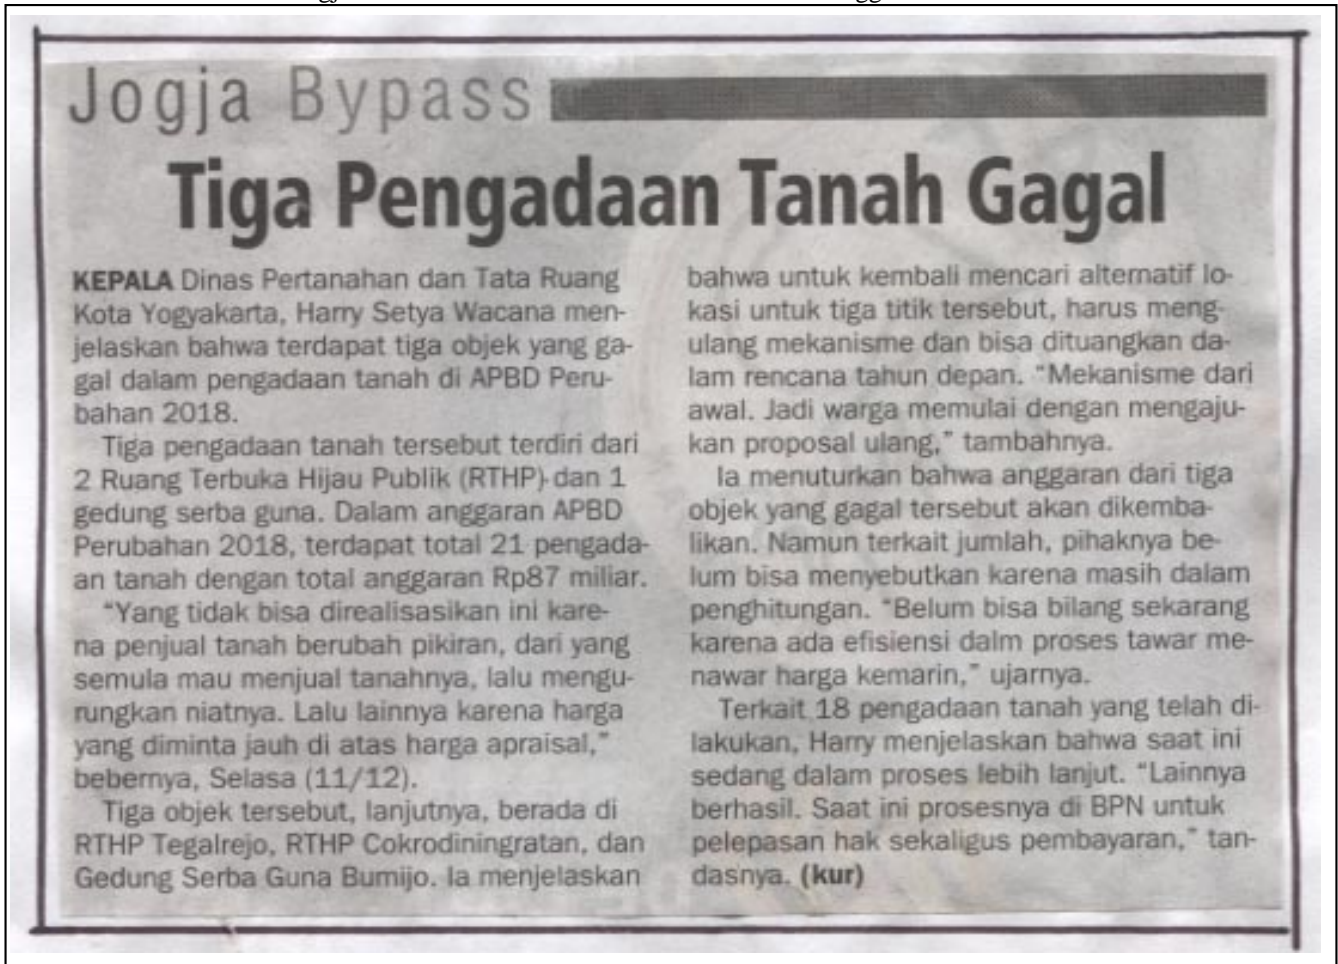 Jogja Bypass
Tiga Pengadaan Tanah Gagal
KEPALA Dinas Pertanahan dan Tata Ruang
Kota Yogyakarta, Harry Setya Wacana men-
jelaskan bahwa terdapat tiga objek yang ga-
gal dalam pengadaan tanah di APBD Peru-
bahan 2018.
Tiga pengadaan tanah tersebut terdiri dari
2 Ruang Terbuka Hijau Publik (RTHP) dan 1
gedung serba guna. Dalam anggaran APBD
Perubahan 2018, terdapat total 21 pengada-
an tanah dengan total anggaran Rp87 miliar.
“Yang tidak bisa direalisasikan ini kare-
na penjual tanah berubah pikiran, dari yang
semula mau menjual tanahnya, lalu mengu-
rungkan niatnya. Lalu lainnya karena harga
yang diminta jauh di atas harga apraisal,”
bebernya, Selasa (11/12).
Tiga objek tersebut, lanjutnya, berada di
RTHP Tegalrejo, RTHP Cokrodiningratan, dan
Gedung Serba Guna Bumijo. Ia menjelaskan
bahwa untuk kembali mencari alternatif lo-
kasi untuk tiga titik tersebut, harus meng-
ulang mekanisme dan bisa dituangkan da-
lam rencana tahun depan. “Mekanisme dari
awal. Jadi warga memulai dengan mengaju-
kan proposal ulang,” tambahnya.
Ia menuturkan bahwa anggaran dari tiga
objek yang gagal tersebut akan dikemba-
likan. Namun terkait jumlah, pihaknya be-
lum bisa menyebutkan karena masih dalam
penghitungan. “Belum bisa bilang sekarang
karena ada efisiensi dalm proses tawar me-
nawar harga kemarin,” ujarnya.
Terkait 18 pengadaan tanah yang telah di-
lakukan, Harry menjelaskan bahwa saat ini
sedang dalam proses lebih lanjut. “Lainnya
berhasil. Saat ini prosesnya di BPN untuk
pelepasan hak sekaligus pembayaran,” tan-
dasnya. (kur)